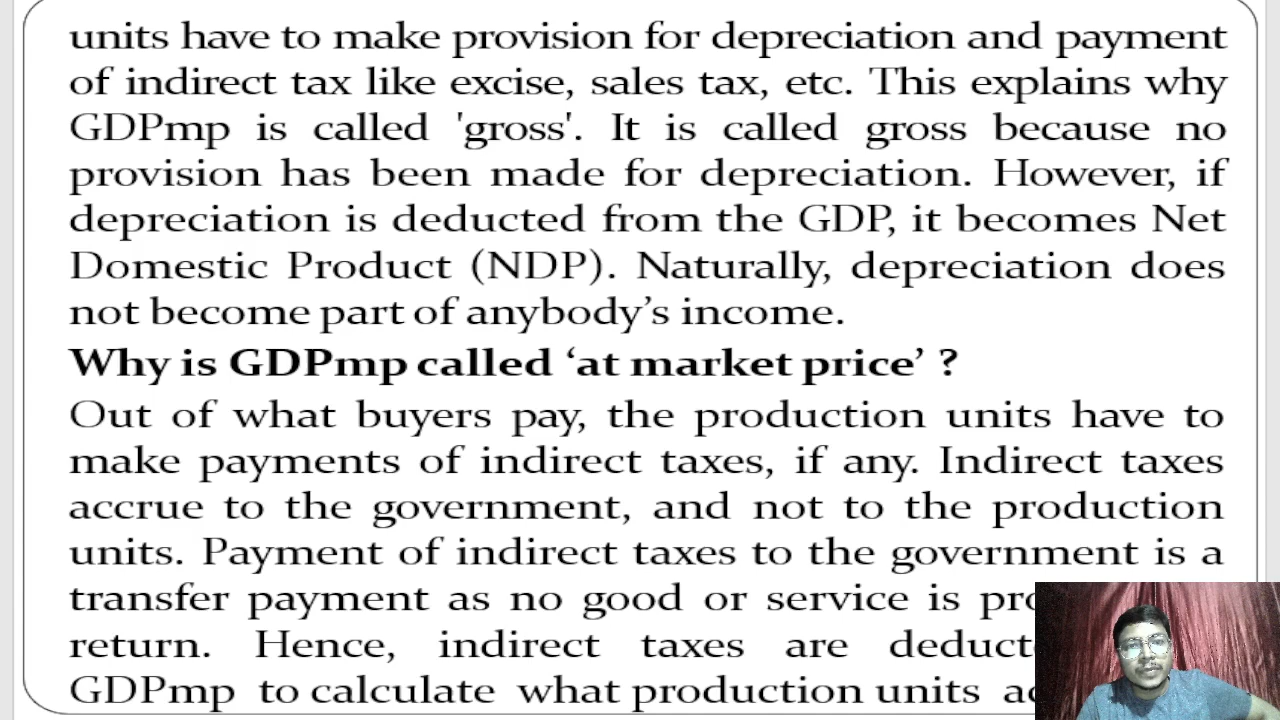 units have to make provision for depreciation and payment
of indirect tax like excise, sales tax, etc. This explains why
GDPmp is called 'gross'. It is called gross because no
provision has been made for depreciation. However, if
depreciation is deducted from the GDP, it becomes Net
Domestic Product (NDP). Naturally, depreciation does
not become part of anybody’s income.
Why is GDPmp called ‘at market price’ ?
Out of what buyers pay, the production units have to
make payments of indirect taxes, if any. Indirect taxes
accrue to the government, and not to the production
units. Payment of indirect taxes to the government is a
transfer payment as no good or service is
return. Hence, indirect taxes are
GDPmp to calculate what production units